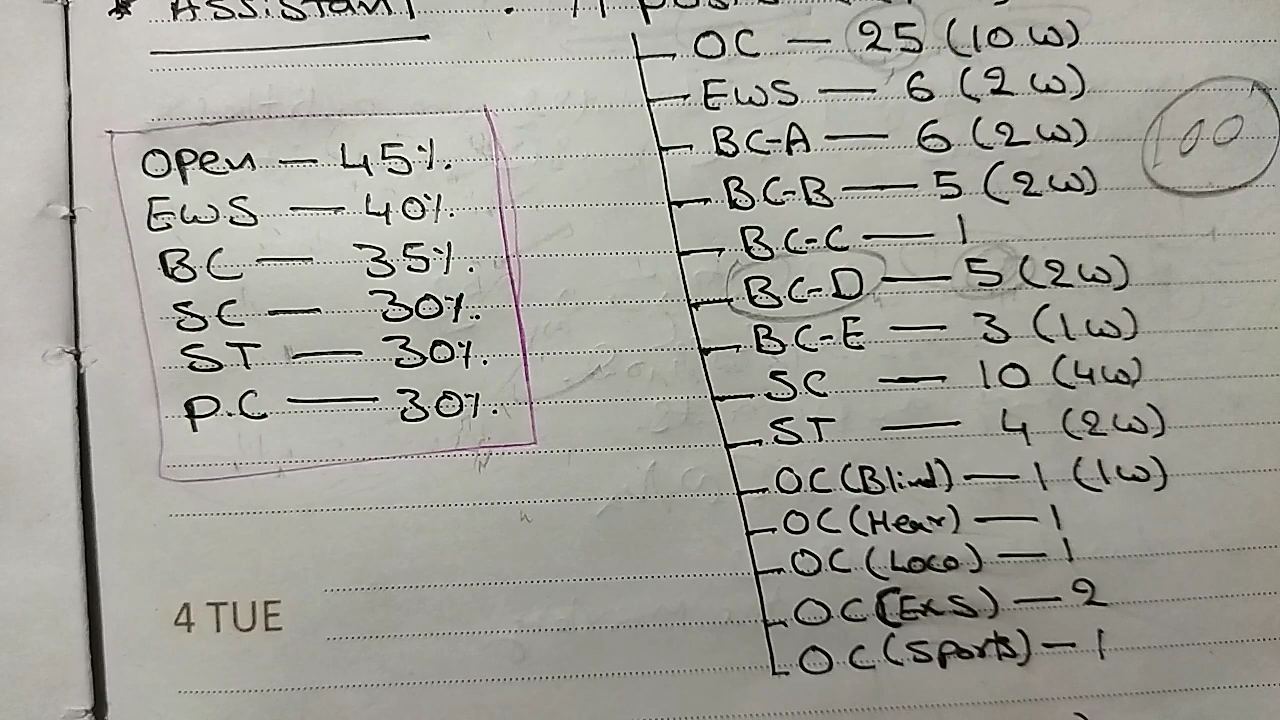 * Assistant
OC — 25 (10 W)
EWS — 6 (2 W)
BC-A — 6 (2 W)
BC-B — 5 (2 W)
BC-C — 1
BC-D — 5 (2 W)
BC-E — 3 (1 W)
SC — 10 (4 W)
ST — 4 (2 W)
OC (Blind) — 1 (1 W)
OC (Hear) — 1
OC (Loco) — 1
OC (EXS) — 2
OC (Sports) — 1
100
Open — 45%.
EWS — 40%.
BC — 35%.
SC — 30%.
ST — 30%.
P.C — 30%.
4 TUE